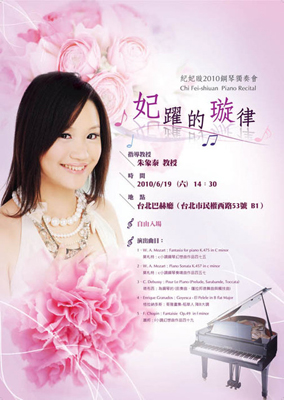 紀妃璇2010鋼琴獨奏會
Chi Fei-shiuan Piano Recital
妃躍的璇律
指導教授
朱象泰 教授
時 間
2010/6/19 (六) 14:30
地 點
台北巴赫廳(台北市民權西路53號 B1)
自由入場
演出曲目:
1. W. A. Mozart: Fantasia for piano K.475 in C minor
2. W. A. Mozart: Piano Sonata K.457 in C minor
3. C. Debussy: Pour le Piano (Prelude, Sarabande, Toccata)
4. Enrique Granados: Goyesca - El Pelele in B flat Major
5. F. Chopin: Fantasie Op.49 in f minor